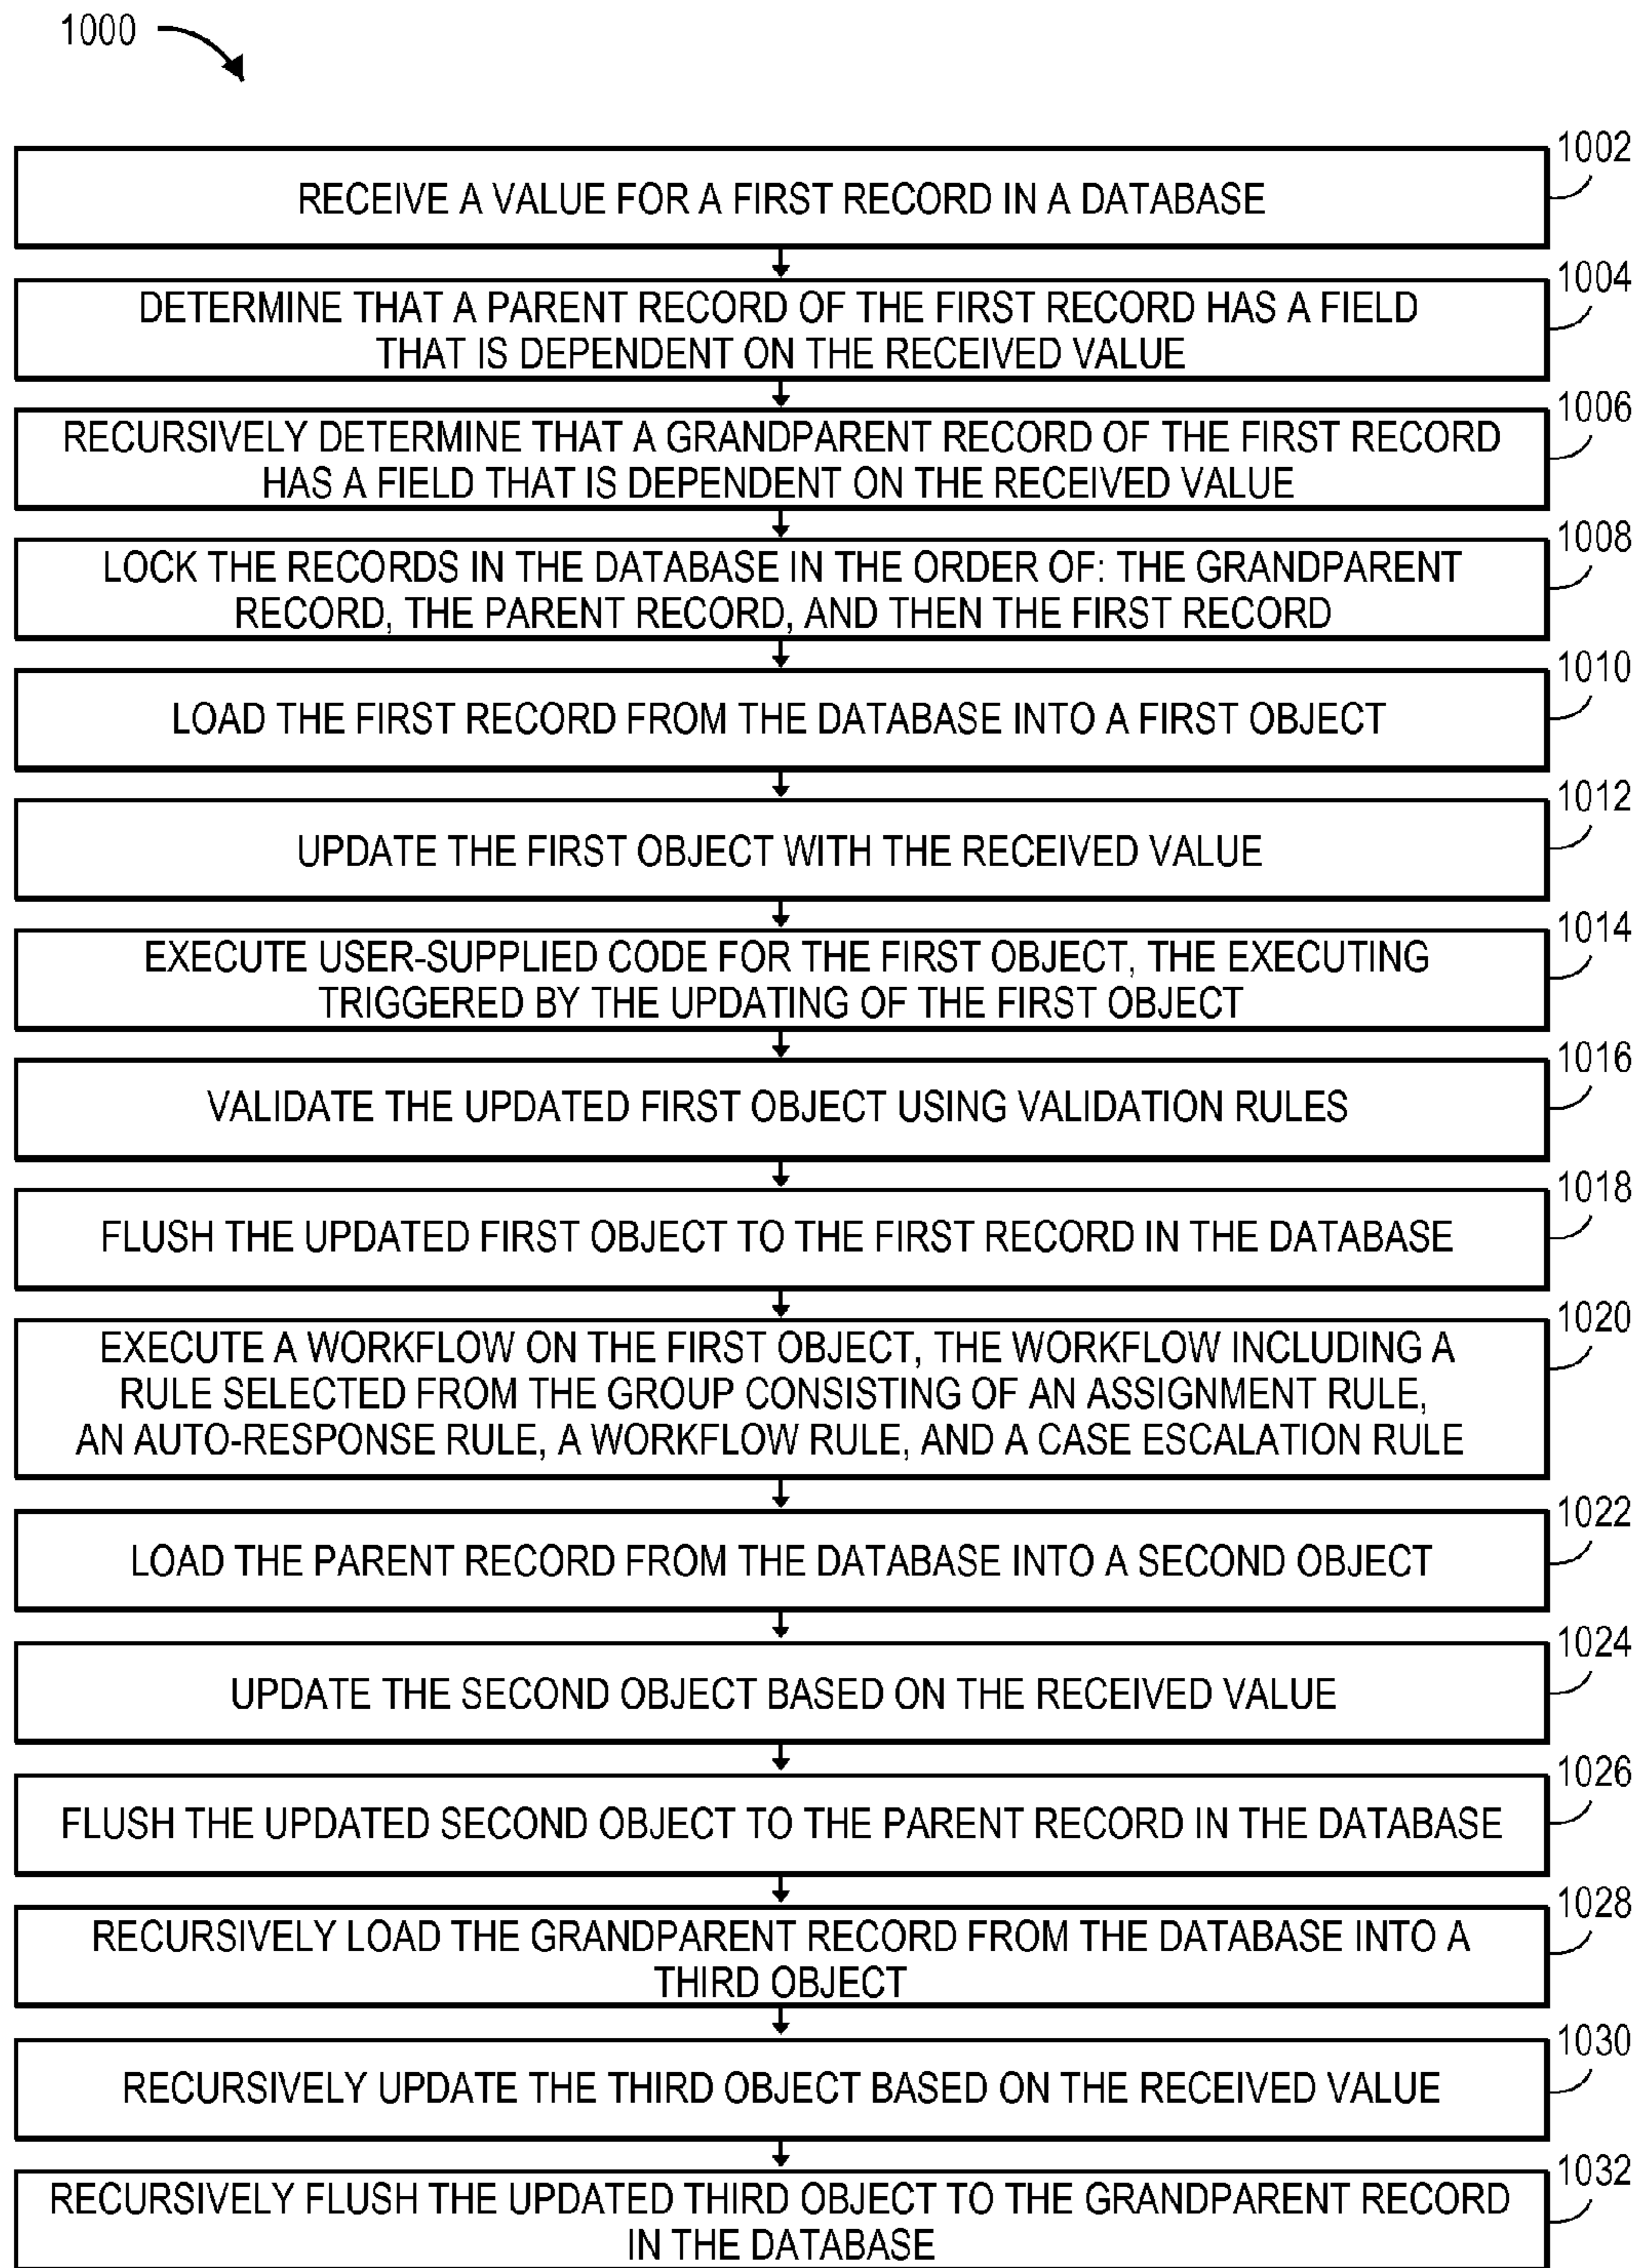 1000
1002
RECEIVE A VALUE FOR A FIRST RECORD IN A DATABASE
1004
DETERMINE THAT A PARENT RECORD OF THE FIRST RECORD HAS A FIELD
THAT IS DEPENDENT ON THE RECEIVED VALUE
1006
RECURSIVELY DETERMINE THAT A GRANDPARENT RECORD OF THE FIRST RECORD
HAS A FIELD THAT IS DEPENDENT ON THE RECEIVED VALUE
1008
LOCK THE RECORDS IN THE DATABASE IN THE ORDER OF: THE GRANDPARENT
RECORD, THE PARENT RECORD, AND THEN THE FIRST RECORD
1010
LOAD THE FIRST RECORD FROM THE DATABASE INTO A FIRST OBJECT
1012
UPDATE THE FIRST OBJECT WITH THE RECEIVED VALUE
1014
EXECUTE USER-SUPPLIED CODE FOR THE FIRST OBJECT, THE EXECUTING
TRIGGERED BY THE UPDATING OF THE FIRST OBJECT
1016
VALIDATE THE UPDATED FIRST OBJECT USING VALIDATION RULES
1018
FLUSH THE UPDATED FIRST OBJECT TO THE FIRST RECORD IN THE DATABASE
1020
EXECUTE A WORKFLOW ON THE FIRST OBJECT, THE WORKFLOW INCLUDING A
RULE SELECTED FROM THE GROUP CONSISTING OF AN ASSIGNMENT RULE,
AN AUTO-RESPONSE RULE, A WORKFLOW RULE, AND A CASE ESCALATION RULE
1022
LOAD THE PARENT RECORD FROM THE DATABASE INTO A SECOND OBJECT
1024
UPDATE THE SECOND OBJECT BASED ON THE RECEIVED VALUE
1026
FLUSH THE UPDATED SECOND OBJECT TO THE PARENT RECORD IN THE DATABASE
1028
RECURSIVELY LOAD THE GRANDPARENT RECORD FROM THE DATABASE INTO A
THIRD OBJECT
1030
RECURSIVELY UPDATE THE THIRD OBJECT BASED ON THE RECEIVED VALUE
1032
RECURSIVELY FLUSH THE UPDATED THIRD OBJECT TO THE GRANDPARENT RECORD
IN THE DATABASE